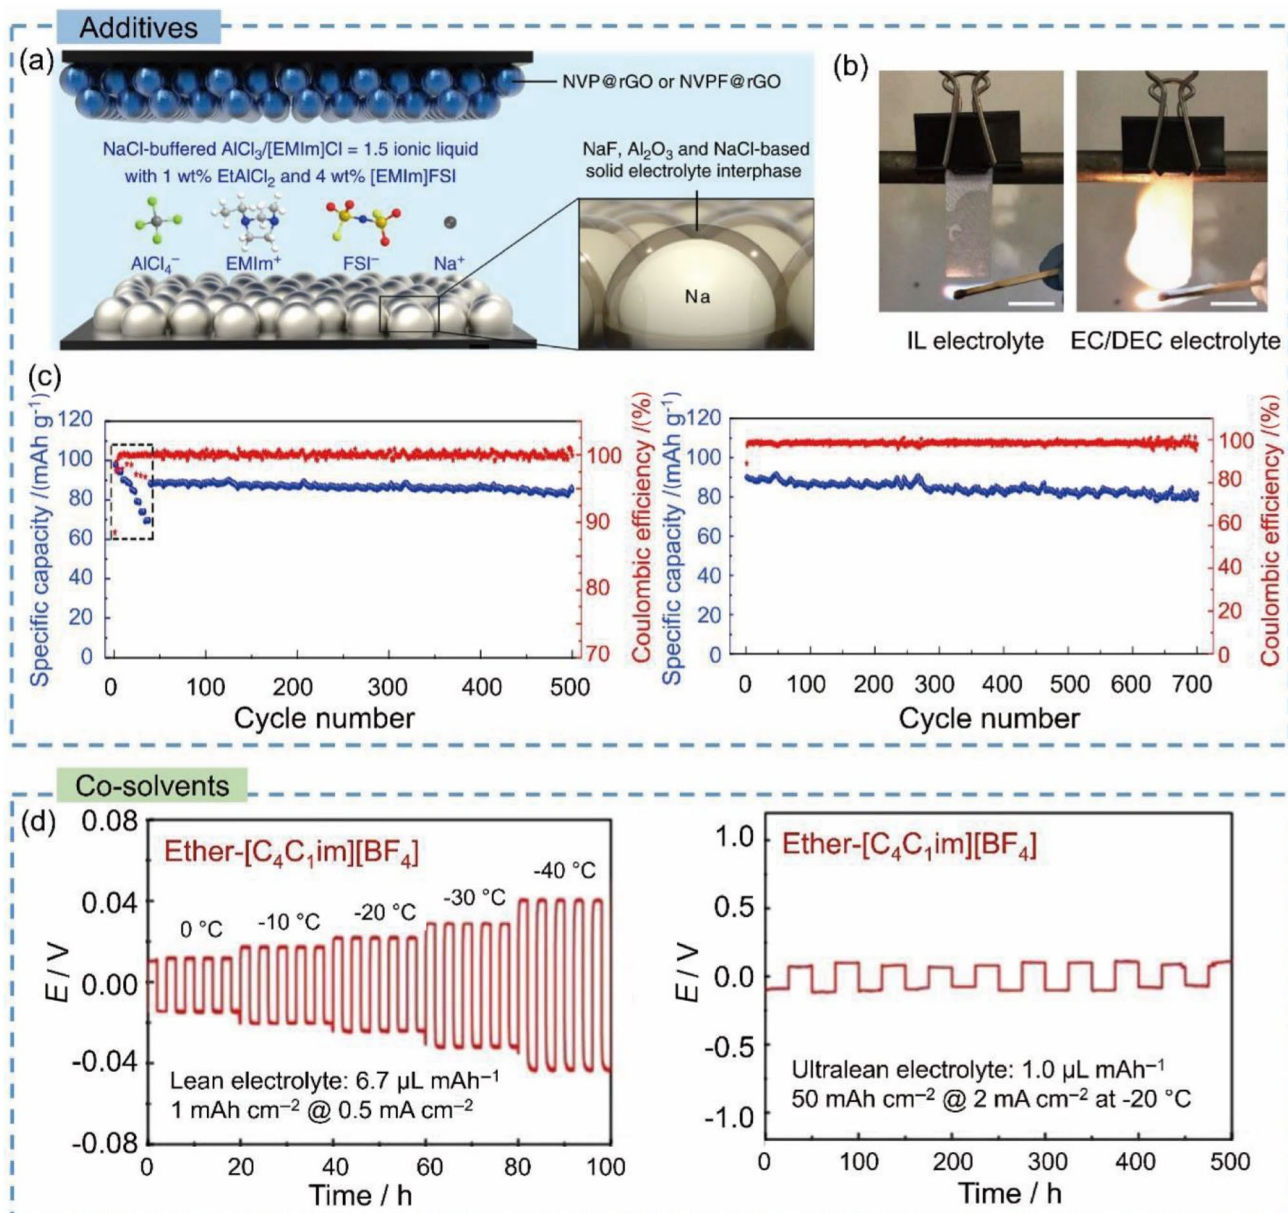 Additives
(a)
NVP@rGO or NVPF@rGO
NaCl-buffered AlCl₃/[EMIm]Cl = 1.5 ionic liquid
with 1 wt% EtAlCl₂ and 4 wt% [EMIm]FSI
AlCl₄⁻
EMIm⁺
FSI⁻
Na⁺
NaF, Al₂O₃ and NaCl-based
solid electrolyte interphase
Na
(b)
IL electrolyte
EC/DEC electrolyte
(c)
Specific capacity /(mAh g⁻¹)
120
100
80
60
40
20
0
0 100 200 300 400 500
Cycle number
100
90
80
70
Coulombic efficiency /(%)
Specific capacity /(mAh g⁻¹)
120
100
80
60
40
20
0
0 100 200 300 400 500 600 700
Cycle number
100
80
60
40
20
0
Coulombic efficiency /(%)
Co-solvents
(d)
E / V
0.08
0.04
0.00
-0.04
-0.08
Ether-[C₄C₁im][BF₄]
0 °C
-10 °C
-20 °C
-30 °C
-40 °C
Lean electrolyte: 6.7 µL mAh⁻¹
1 mAh cm⁻² @ 0.5 mA cm⁻²
0 20 40 60 80 100
Time / h
E / V
1.0
0.5
0.0
-0.5
-1.0
Ether-[C₄C₁im][BF₄]
Ultralean electrolyte: 1.0 µL mAh⁻¹
50 mAh cm⁻² @ 2 mA cm⁻² at -20 °C
0 100 200 300 400 500
Time / h